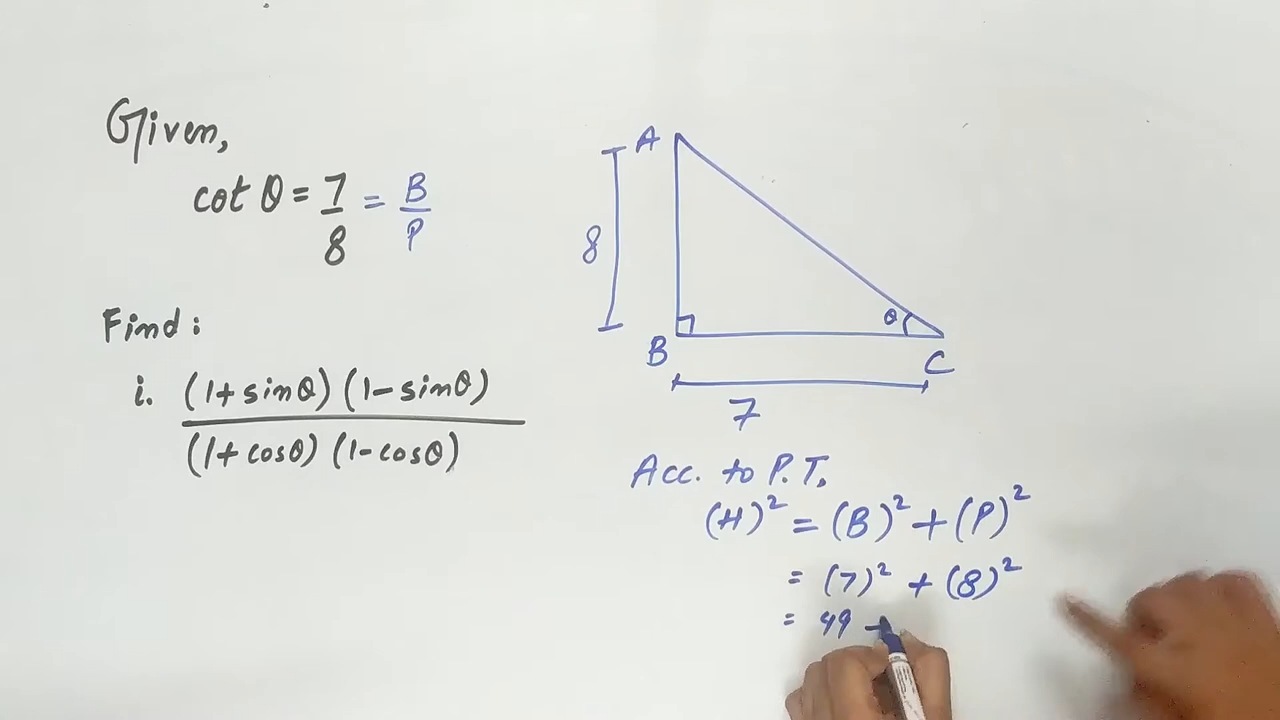 Given,
cot θ = 7/8 = B/P
Find:
i. (1+sinθ) (1-sinθ)
(1+cosθ) (1-cosθ)
A
8
B
θ
C
7
Acc. to P.T.
(H)² = (B)² + (P)²
= (7)² + (8)²
= 49 +